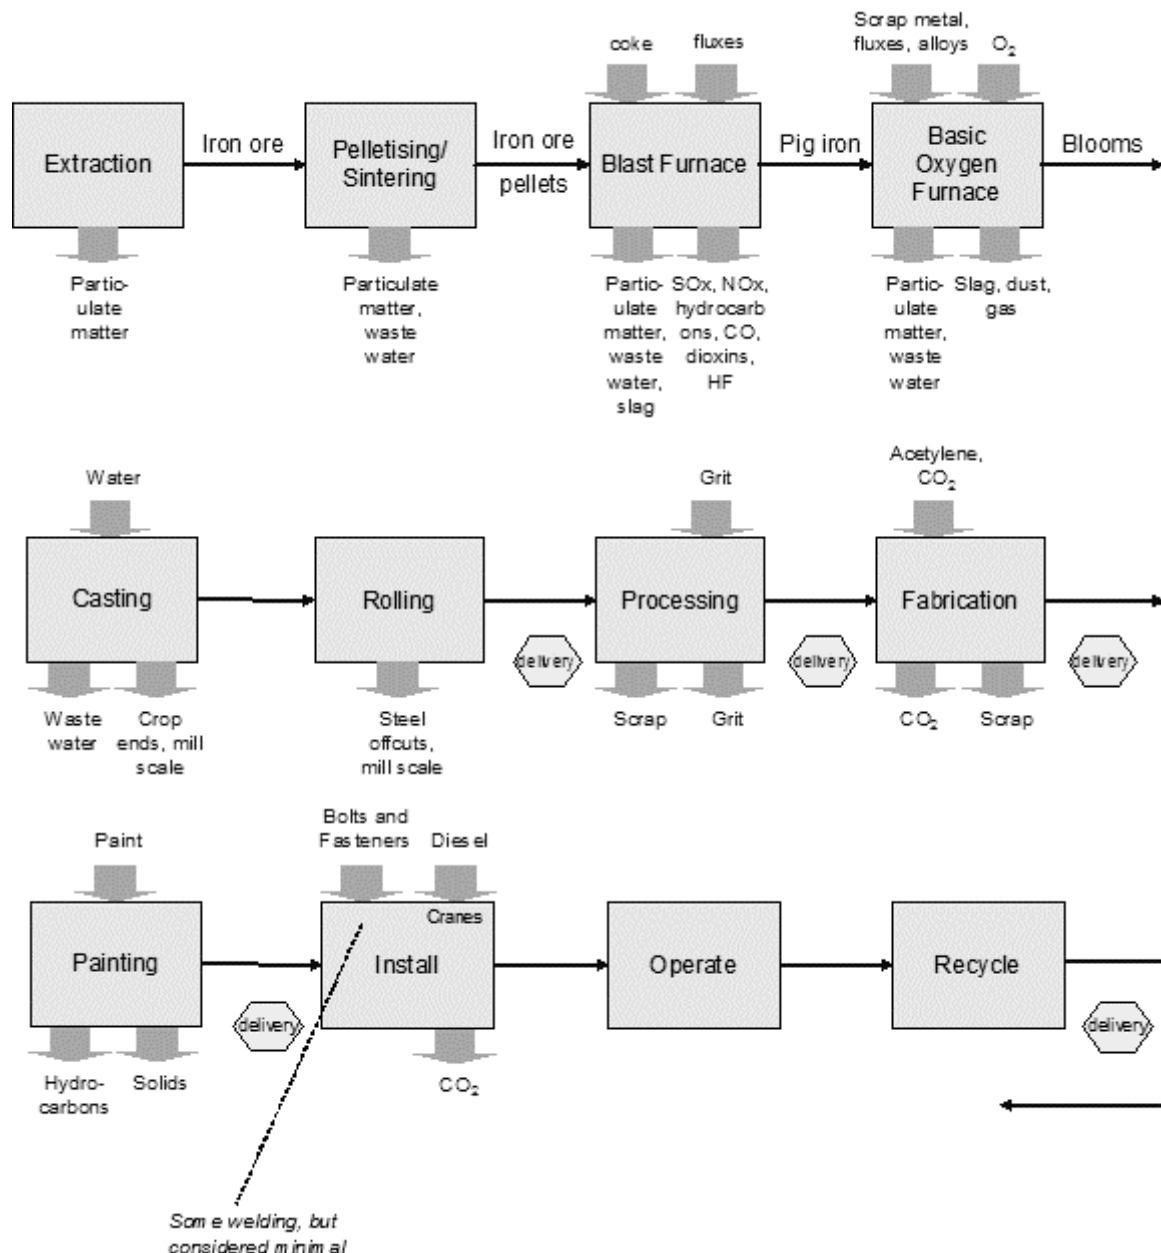 coke
fluxes
Scrap metal,
fluxes, alloys
O₂
Extraction
Iron ore
Pelletising/
Sintering
Iron ore
pellets
Blast Furnace
Pig iron
Basic
Oxygen
Furnace
Blooms
Partic-
ulate
matter
Particulate
matter,
waste
water
Partic-
ulate
matter,
waste
water,
slag
SOx, NOx,
hydrocarb
ons, CO,
dioxins,
HF
Partic-
ulate
matter,
waste
water
Slag, dust,
gas
Water
Grit
Acetylene,
CO₂
Casting
Rolling
delivery
Processing
delivery
Fabrication
delivery
Waste
water
Crop
ends, mill
scale
Steel
offcuts,
mill scale
Scrap
Grit
CO₂
Scrap
Paint
Bolts and
Fasteners
Diesel
Painting
delivery
Cranes
Install
Operate
Recycle
delivery
Hydro-
carbons
Solids
CO₂
Some welding, but
considered minimal